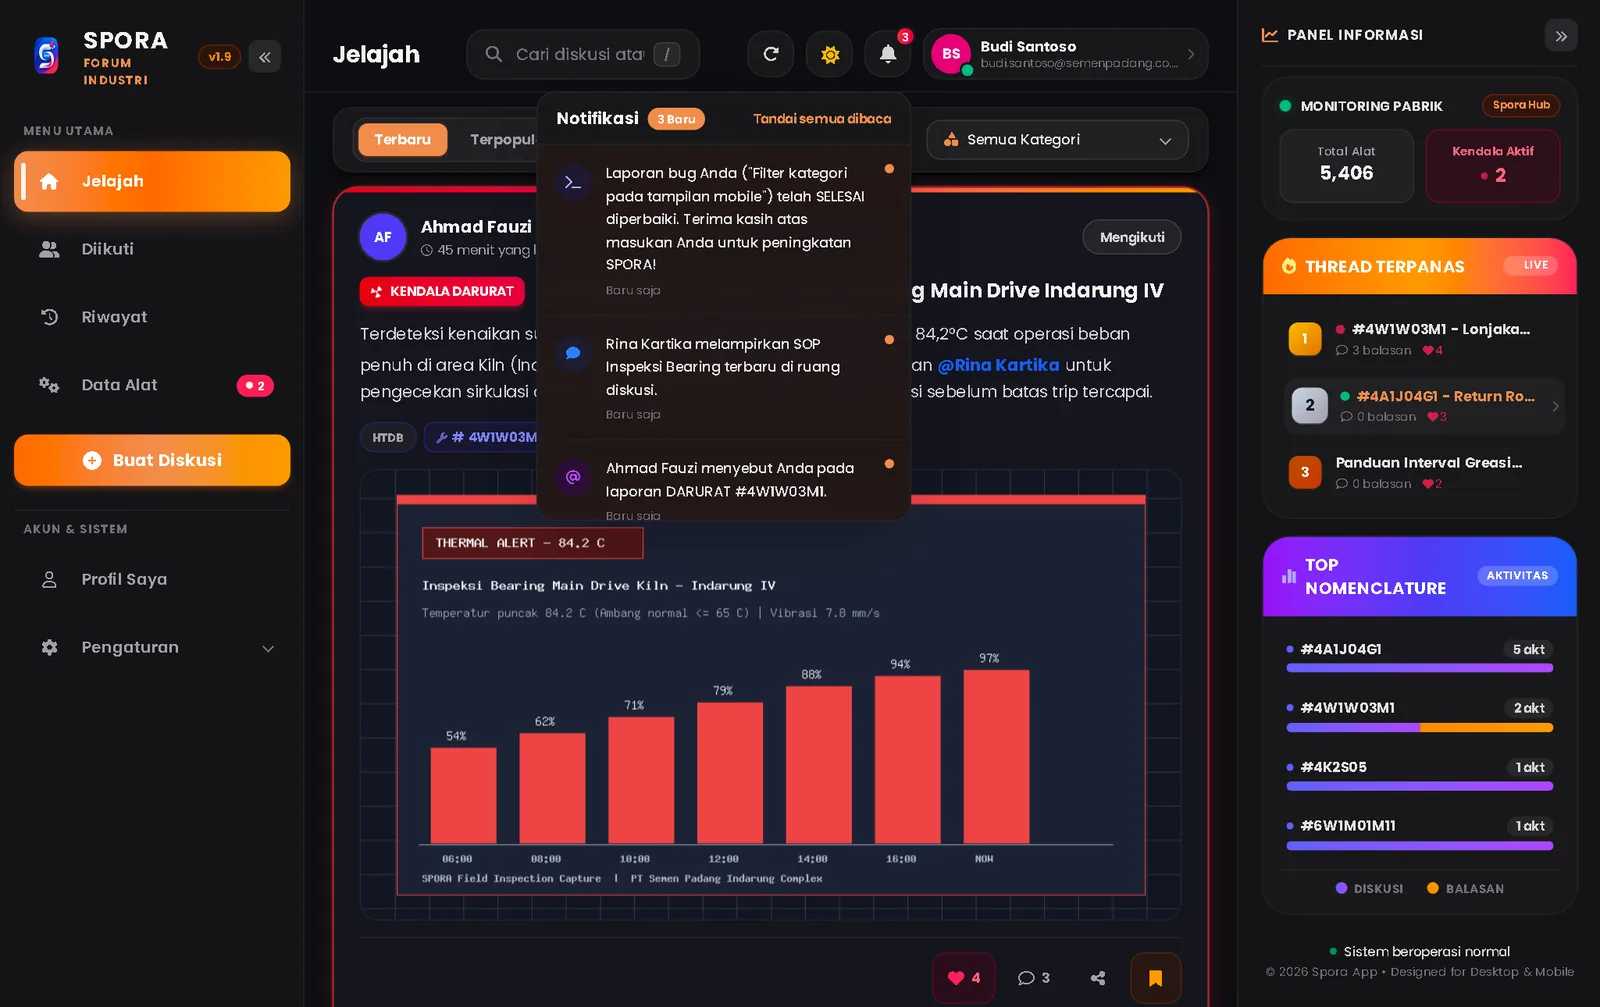 SPORA
FORUM
INDUSTRI
v1.9
MENU UTAMA
Jelajah
Diikuti
Riwayat
Data Alat
2
Buat Diskusi
AKUN & SISTEM
Profil Saya
Pengaturan
Jelajah
Cari diskusi atau
/
3
BS
Budi Santoso
budi.santoso@semenpadang.co...
Terbaru
Terpopul
Semua Kategori
Notifikasi
3 Baru
Tandai semua dibaca
Laporan bug Anda ("Filter kategori
pada tampilan mobile") telah SELESAI
diperbaiki. Terima kasih atas
masukan Anda untuk peningkatan
SPORA!
Baru saja
Rina Kartika melampirkan SOP
Inspeksi Bearing terbaru di ruang
diskusi.
Baru saja
@
Ahmad Fauzi menyebut Anda pada
laporan DARURAT #4W1W03M1.
Baru saja
AF
Ahmad Fauzi
45 menit yang
Mengikuti
KENDALA DARURAT
g Main Drive Indarung IV
Terdeteksi kenaikan su
84,2°C saat operasi beban
penuh di area Kiln (Inc
an @Rina Kartika untuk
pengecekan sirkulasi
si sebelum batas trip tercapai.
HTDB
# 4W1W03M
THERMAL ALERT - 84.2 C
Inspeksi Bearing Main Drive Kiln - Indarung IV
Temperatur puncak 84.2 C (Ambang normal <= 65 C) | Vibrasi 7.8 mm/s
54%
62%
71%
79%
88%
94%
97%
06:00
08:00
10:00
12:00
14:00
16:00
NOW
SPORA Field Inspection Capture | PT Semen Padang Indarung Complex
4
3
PANEL INFORMASI
MONITORING PABRIK
Spora Hub
Total Alat
5,406
Kendala Aktif
2
THREAD TERPANAS
LIVE
1
#4W1W03M1 - Lonjaka...
3 balasan
4
2
#4A1J04G1 - Return Ro...
0 balasan
3
3
Panduan Interval Greasi...
0 balasan
2
TOP
NOMENCLATURE
AKTIVITAS
#4A1J04G1
5 akt
#4W1W03M1
2 akt
#4K2S05
1 akt
#6W1M01M11
1 akt
DISKUSI
BALASAN
Sistem beroperasi normal
© 2026 Spora App • Designed for Desktop & Mobile